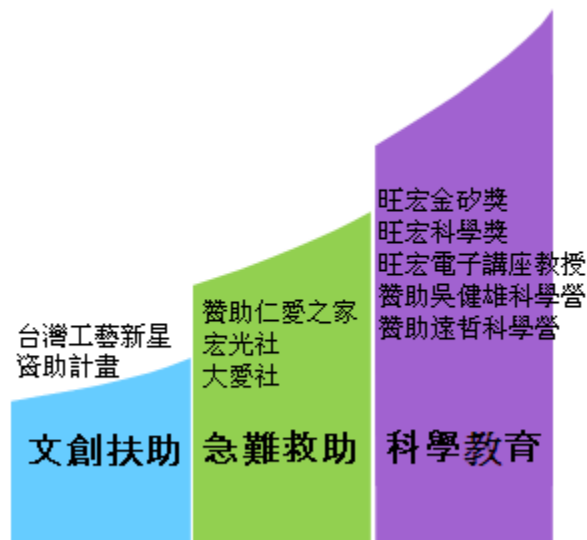 台灣工藝新星
資助計畫
文創扶助
贊助仁愛之家
宏光社
大愛社
急難救助
旺宏金矽獎
旺宏科學獎
旺宏電子講座教授
贊助吳健雄科學營
贊助遠哲科學營
科學教育